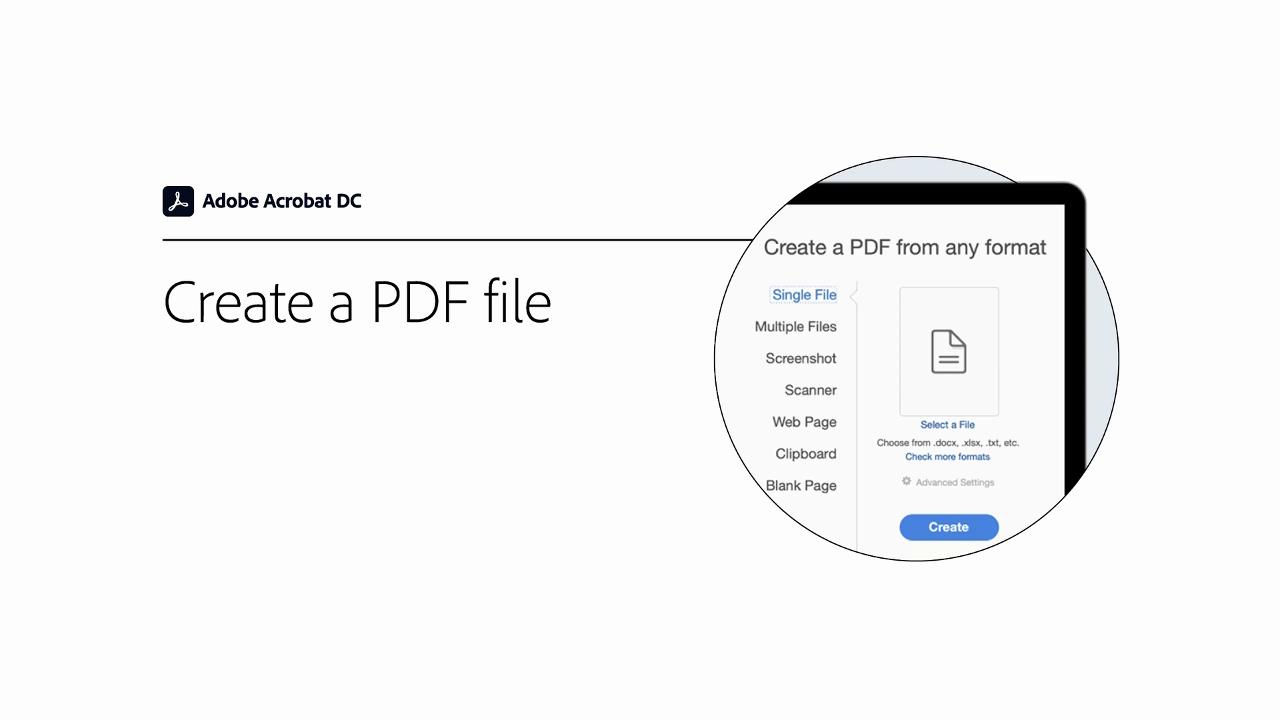 Adobe Acrobat DC
Create a PDF file
Create a PDF from any format
Single File
Multiple Files
Screenshot
Scanner
Web Page
Clipboard
Blank Page
Select a File
Choose from .docx, .xlsx, .txt, etc.
Check more formats
Advanced Settings
Create